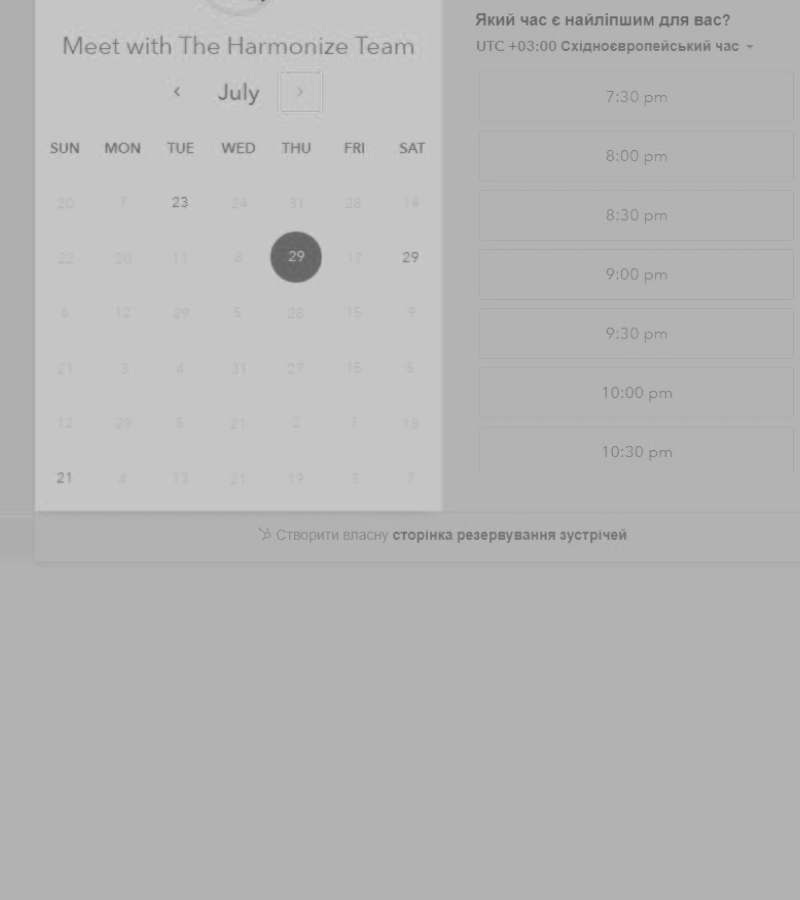 Meet with The Harmonize Team
July
SUN MON TUE WED THU FRI SAT
20 7 23 24 31 28 14
22 20 11 8 29 17 29
6 12 29 5 28 15 9
21 3 4 31 27 15 5
12 29 5 21 2 7 13
21 4 13 21 19 3 7
Який час є найліпшим для вас?
UTC +03:00 Східноєвропейський час
7:30 pm
8:00 pm
8:30 pm
9:00 pm
9:30 pm
10:00 pm
10:30 pm
Створити власну сторінка резервування зустрічей